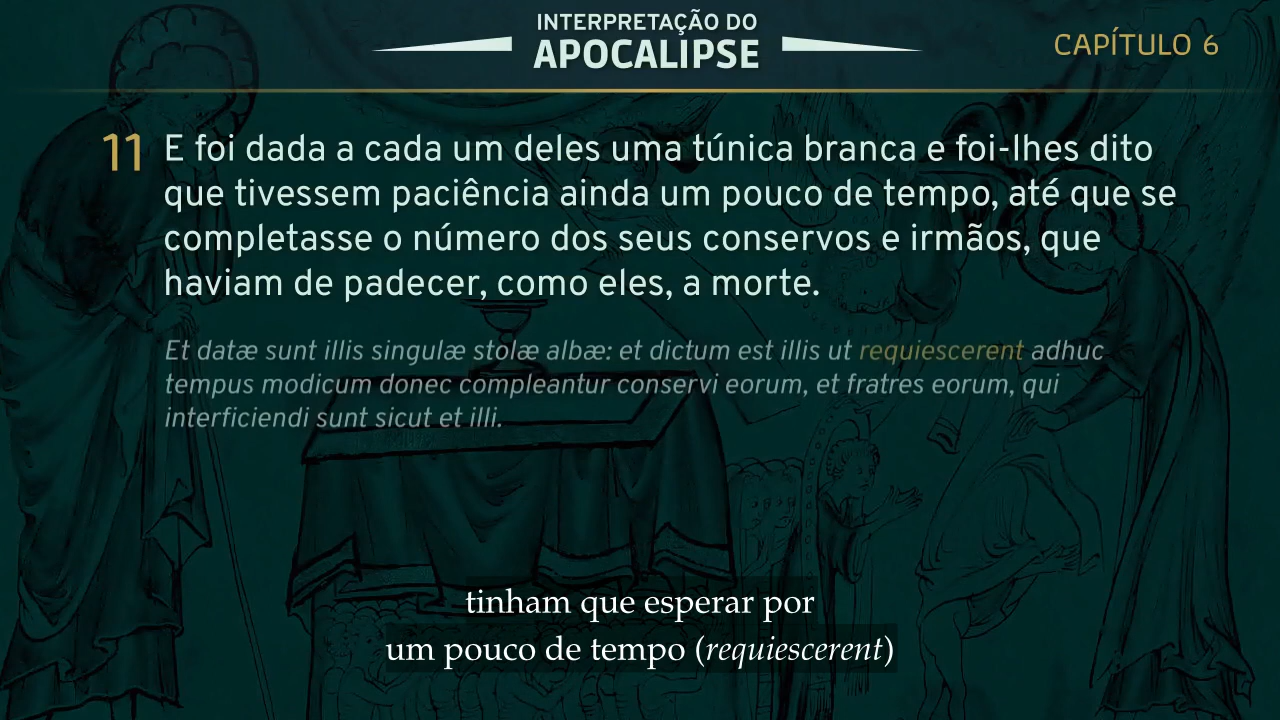 INTERPRETAÇÃO DO
APOCALIPSE
CAPÍTULO 6
11 E foi dada a cada um deles uma túnica branca e foi-lhes dito
que tivessem paciência ainda um pouco de tempo, até que se
completasse o número dos seus conservos e irmãos, que
haviam de padecer, como eles, a morte.
Et datæ sunt illis singulæ stolæ albæ: et dictum est illis ut requiescerent adhuc
tempus modicum donec compleantur conservi eorum, et fratres eorum, qui
interficiendi sunt sicut et illi.
tinham que esperar por
um pouco de tempo (requiescerent)